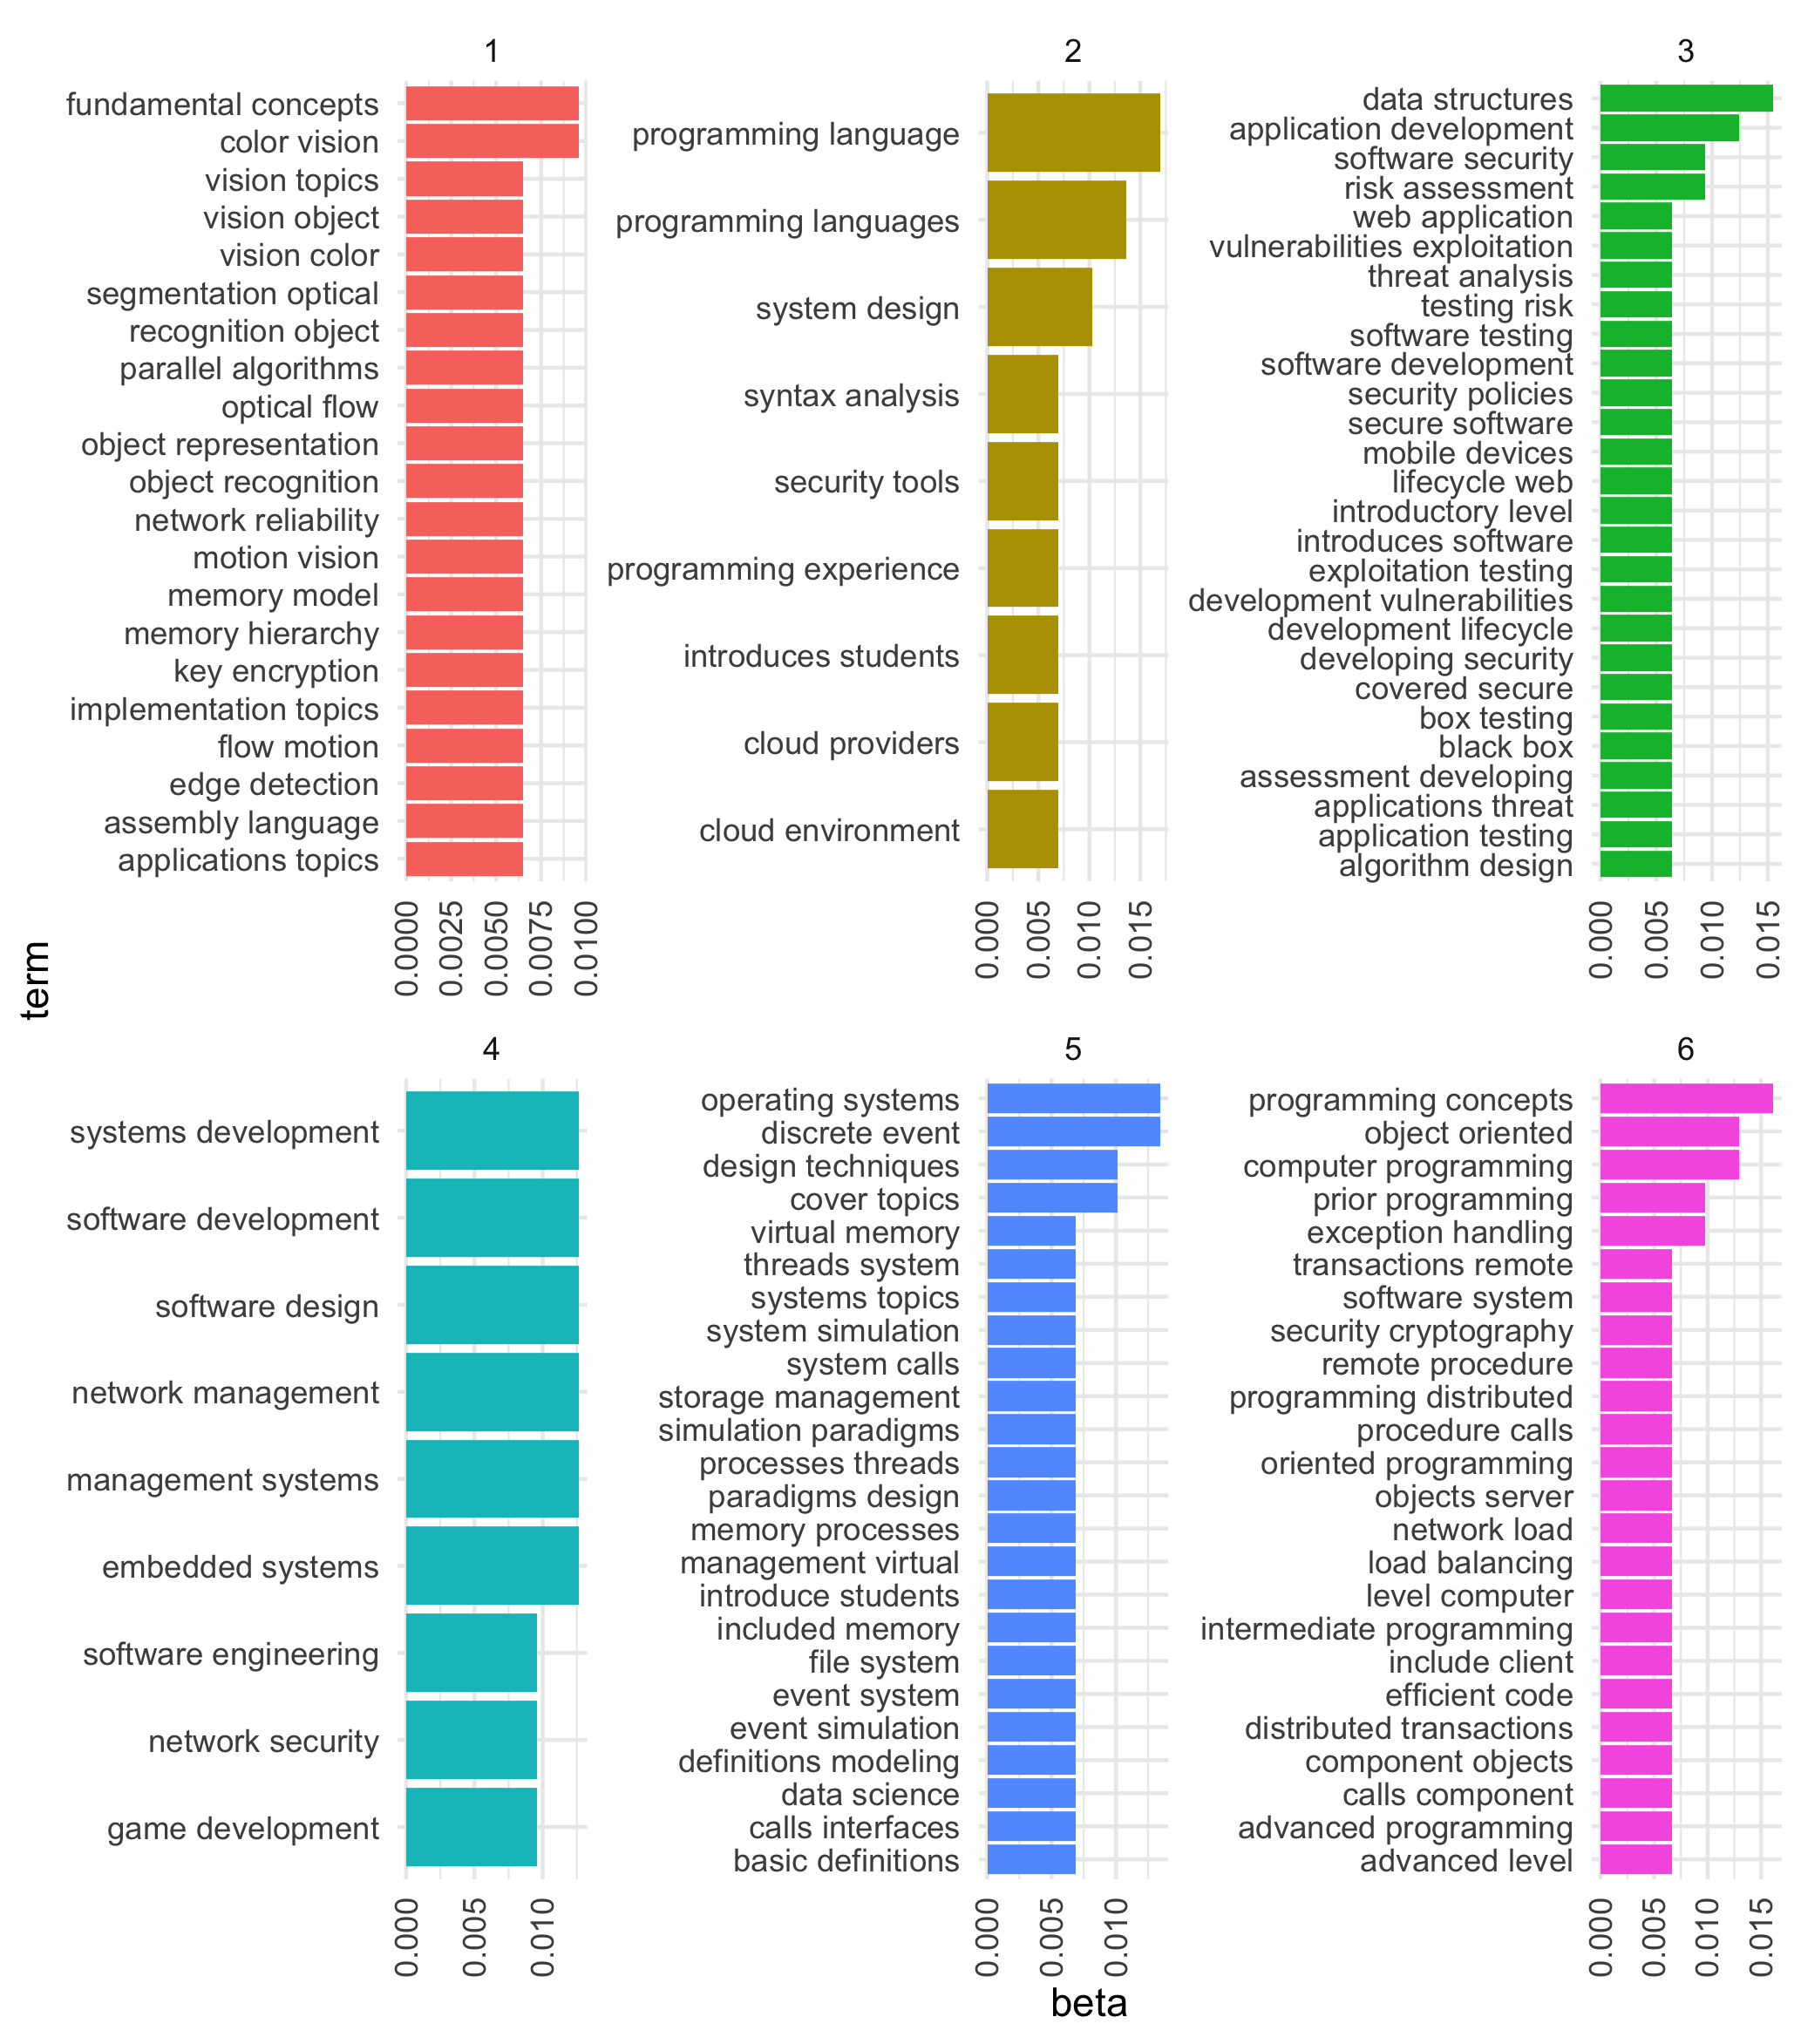 1
fundamental concepts
color vision
vision topics
vision object
vision color
segmentation optical
recognition object
parallel algorithms
optical flow
object representation
object recognition
network reliability
motion vision
memory model
memory hierarchy
key encryption
implementation topics
flow motion
edge detection
assembly language
applications topics
0.0000
0.0025
0.0050
0.0075
0.0100
2
programming language
programming languages
system design
syntax analysis
security tools
programming experience
introduces students
cloud providers
cloud environment
0.000
0.005
0.010
0.015
3
data structures
application development
software security
risk assessment
web application
vulnerabilities exploitation
threat analysis
testing risk
software testing
software development
security policies
secure software
mobile devices
lifecycle web
introductory level
introduces software
exploitation testing
development vulnerabilities
development lifecycle
developing security
covered secure
box testing
black box
assessment developing
applications threat
application testing
algorithm design
0.000
0.005
0.010
0.015
term
4
systems development
software development
software design
network management
management systems
embedded systems
software engineering
network security
game development
0.000
0.005
0.010
5
operating systems
discrete event
design techniques
cover topics
virtual memory
threads system
systems topics
system simulation
system calls
storage management
simulation paradigms
processes threads
paradigms design
memory processes
management virtual
introduce students
included memory
file system
event system
event simulation
definitions modeling
data science
calls interfaces
basic definitions
0.000
0.005
0.010
6
programming concepts
object oriented
computer programming
prior programming
exception handling
transactions remote
software system
security cryptography
remote procedure
programming distributed
procedure calls
oriented programming
objects server
network load
load balancing
level computer
intermediate programming
include client
efficient code
distributed transactions
component objects
calls component
advanced programming
advanced level
0.000
0.005
0.010
0.015
beta